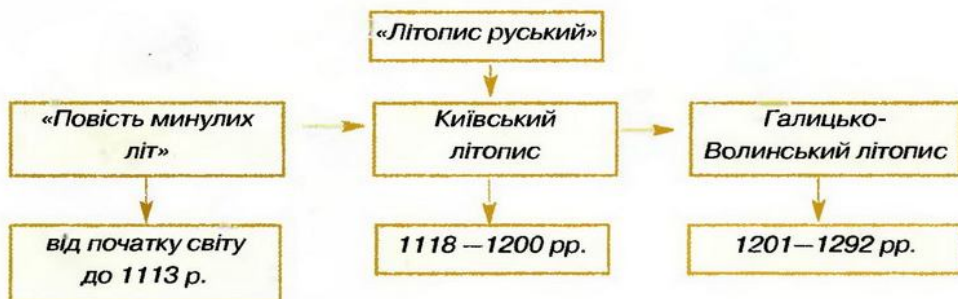 «Літопис руський»
«Повість минулих
літ»
Київський
літопис
Галицько-
Волинський літопис
від початку світу
до 1113 р.
1118 – 1200 рр.
1201–1292 рр.